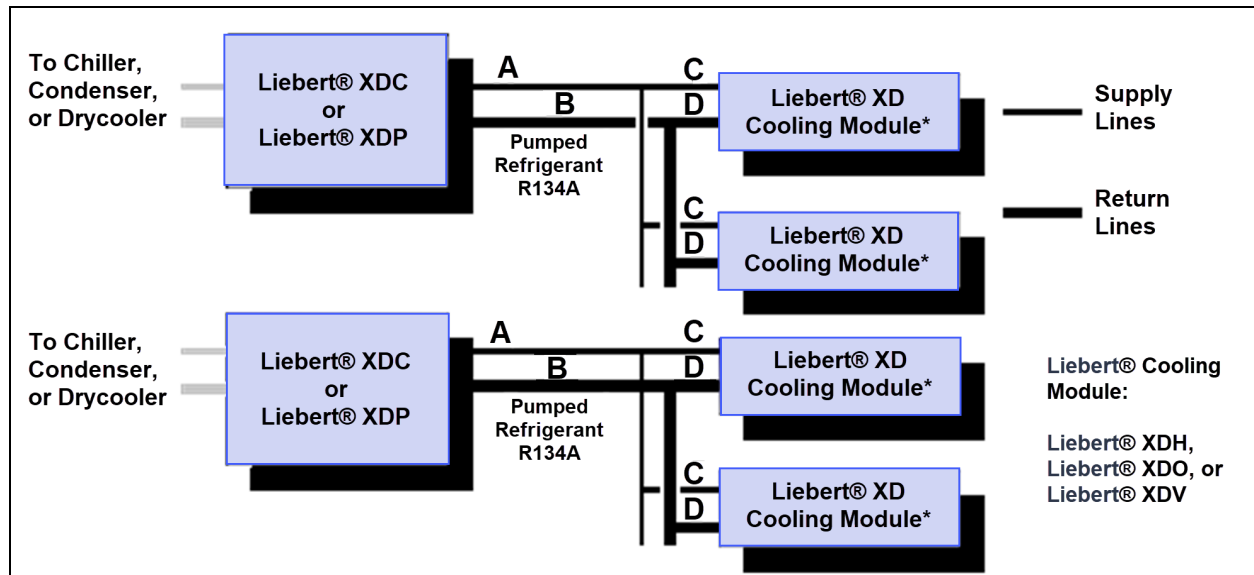 To Chiller,
Condenser,
or Drycooler
Liebert® XDC
or
Liebert® XDP
A
B
Pumped
Refrigerant
R134A
C
D
Liebert® XD
Cooling Module*
C
D
Liebert® XD
Cooling Module*
Supply
Lines
Return
Lines
To Chiller,
Condenser,
or Drycooler
Liebert® XDC
or
Liebert® XDP
A
B
Pumped
Refrigerant
R134A
C
D
Liebert® XD
Cooling Module*
C
D
Liebert® XD
Cooling Module*
Liebert® Cooling
Module:
Liebert® XDH,
Liebert® XDO, or
Liebert® XDV